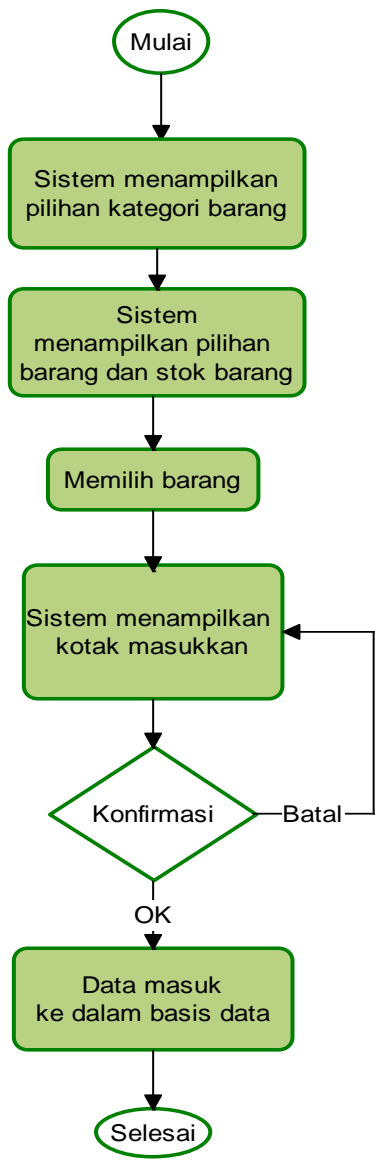 Mulai
Sistem menampilkan
pilihan kategori barang
Sistem
menampilkan pilihan
barang dan stok barang
Memilih barang
Sistem menampilkan
kotak masukkan
Konfirmasi
Batal
OK
Data masuk
ke dalam basis data
Selesai